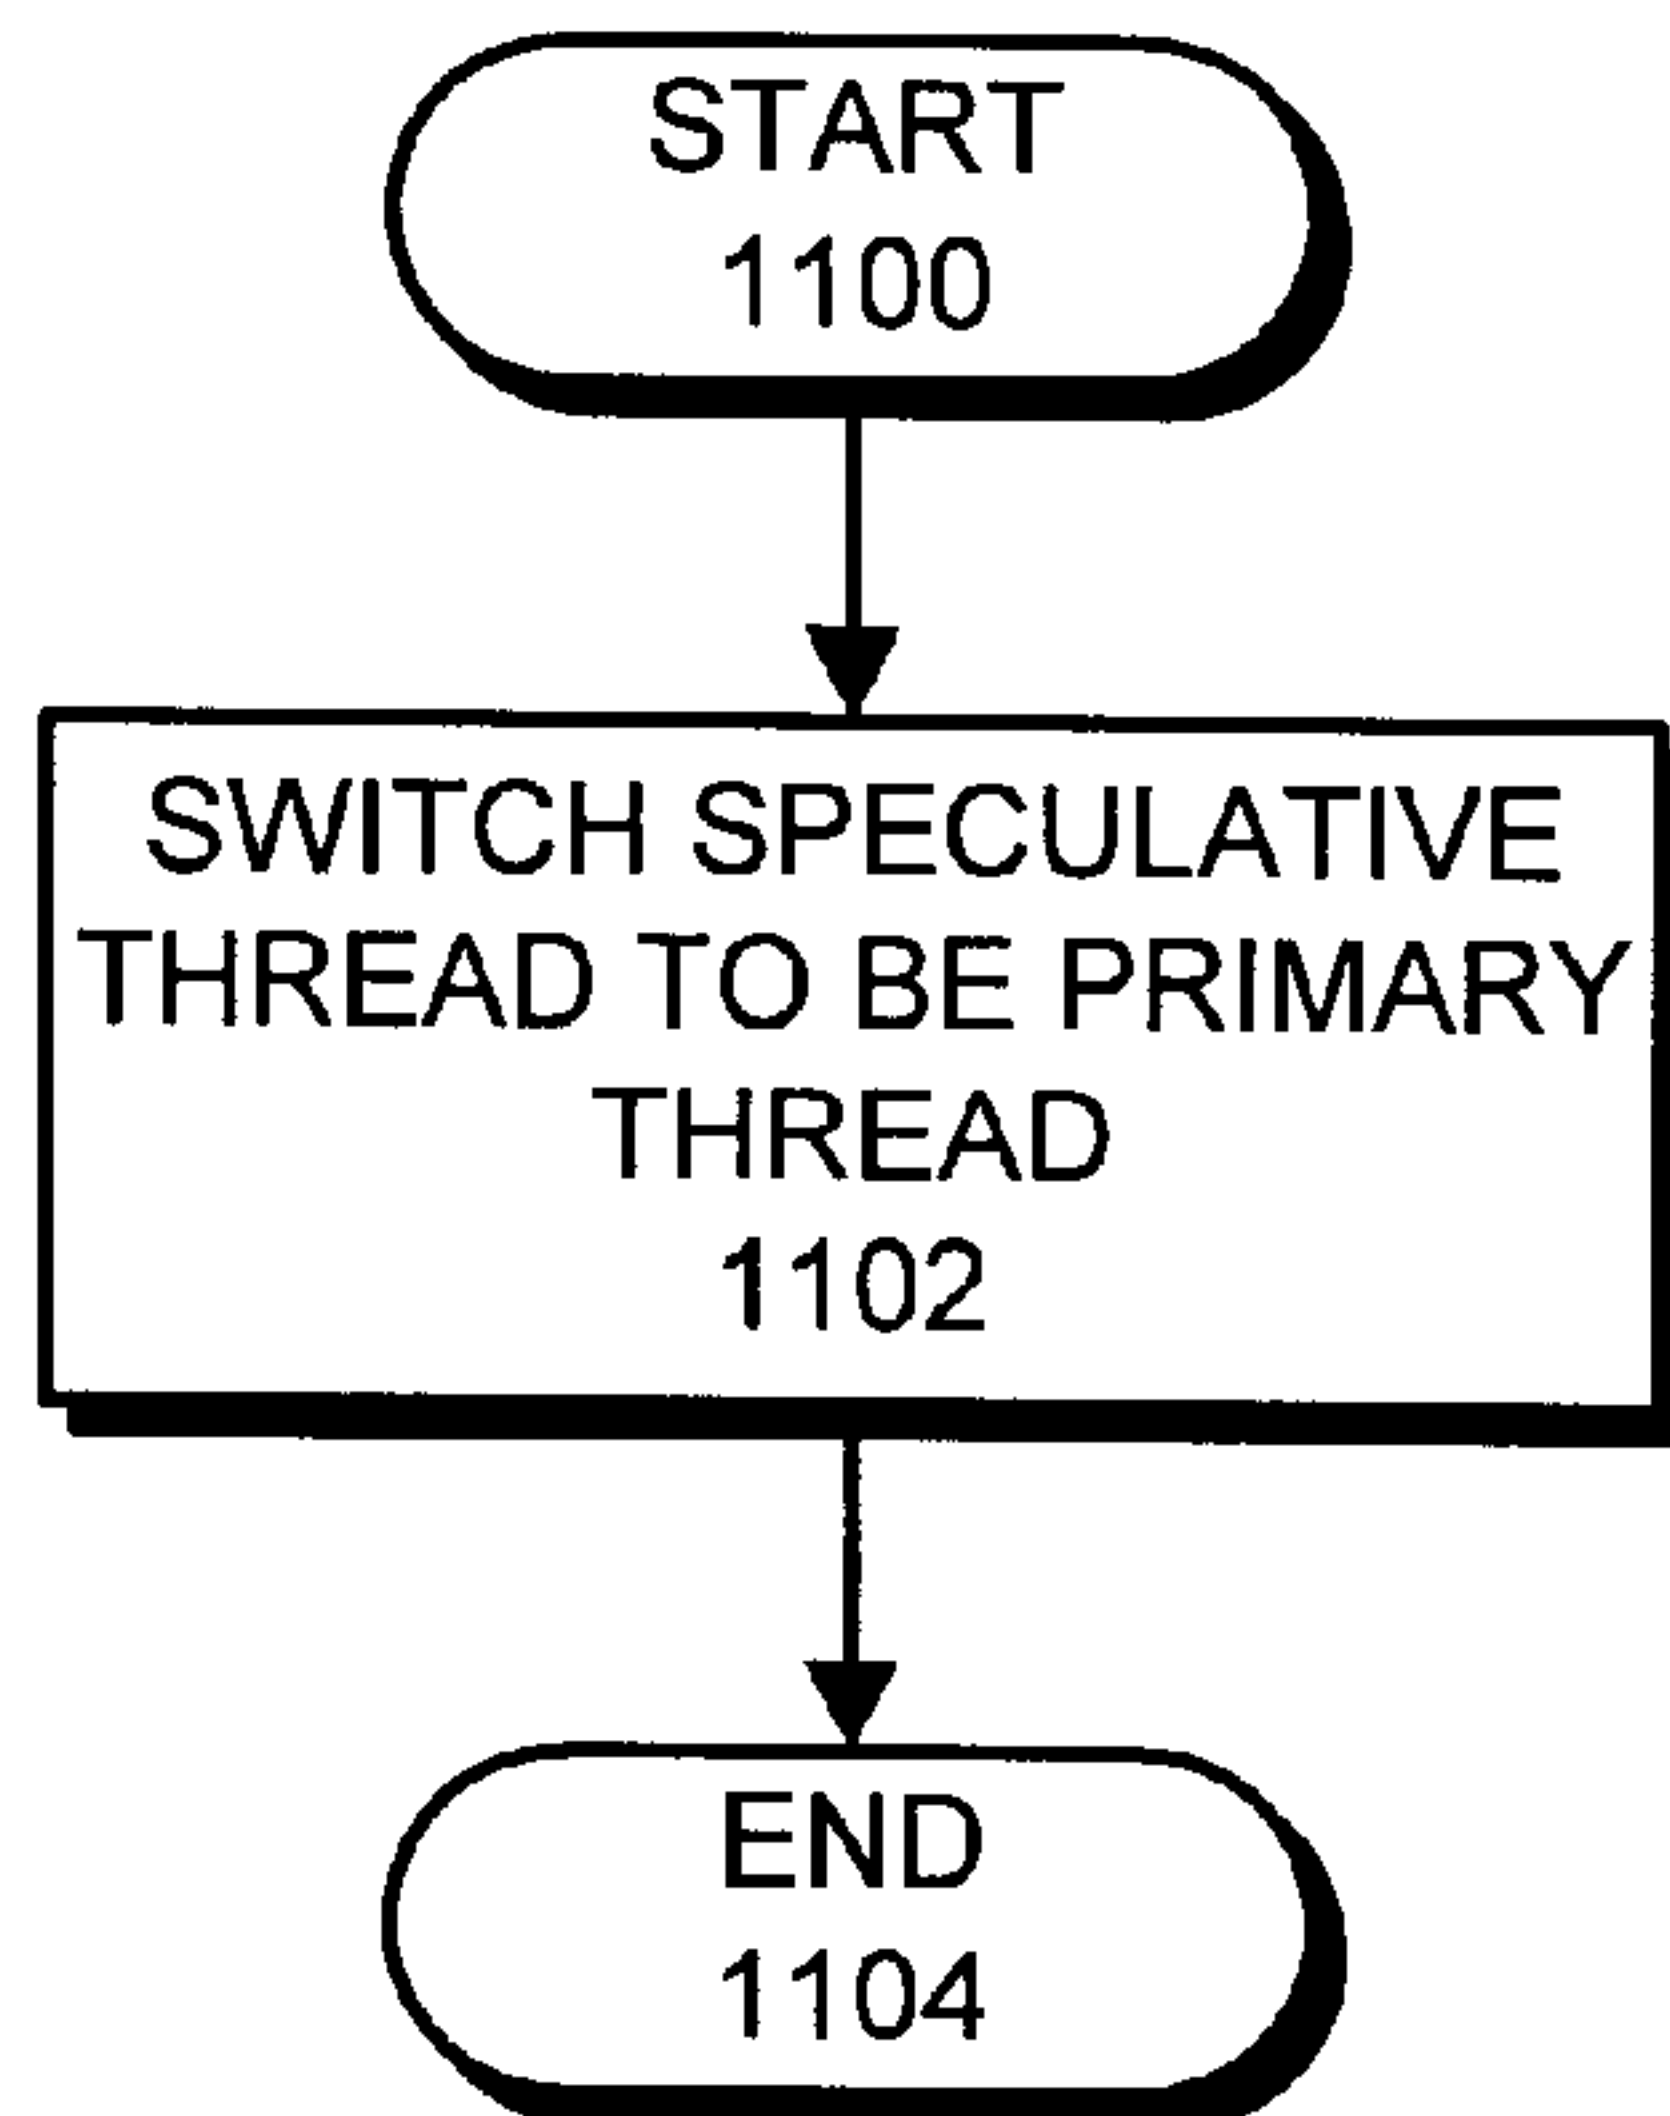 START
1100
SWITCH SPECULATIVE
THREAD TO BE PRIMARY
THREAD
1102
END
1104